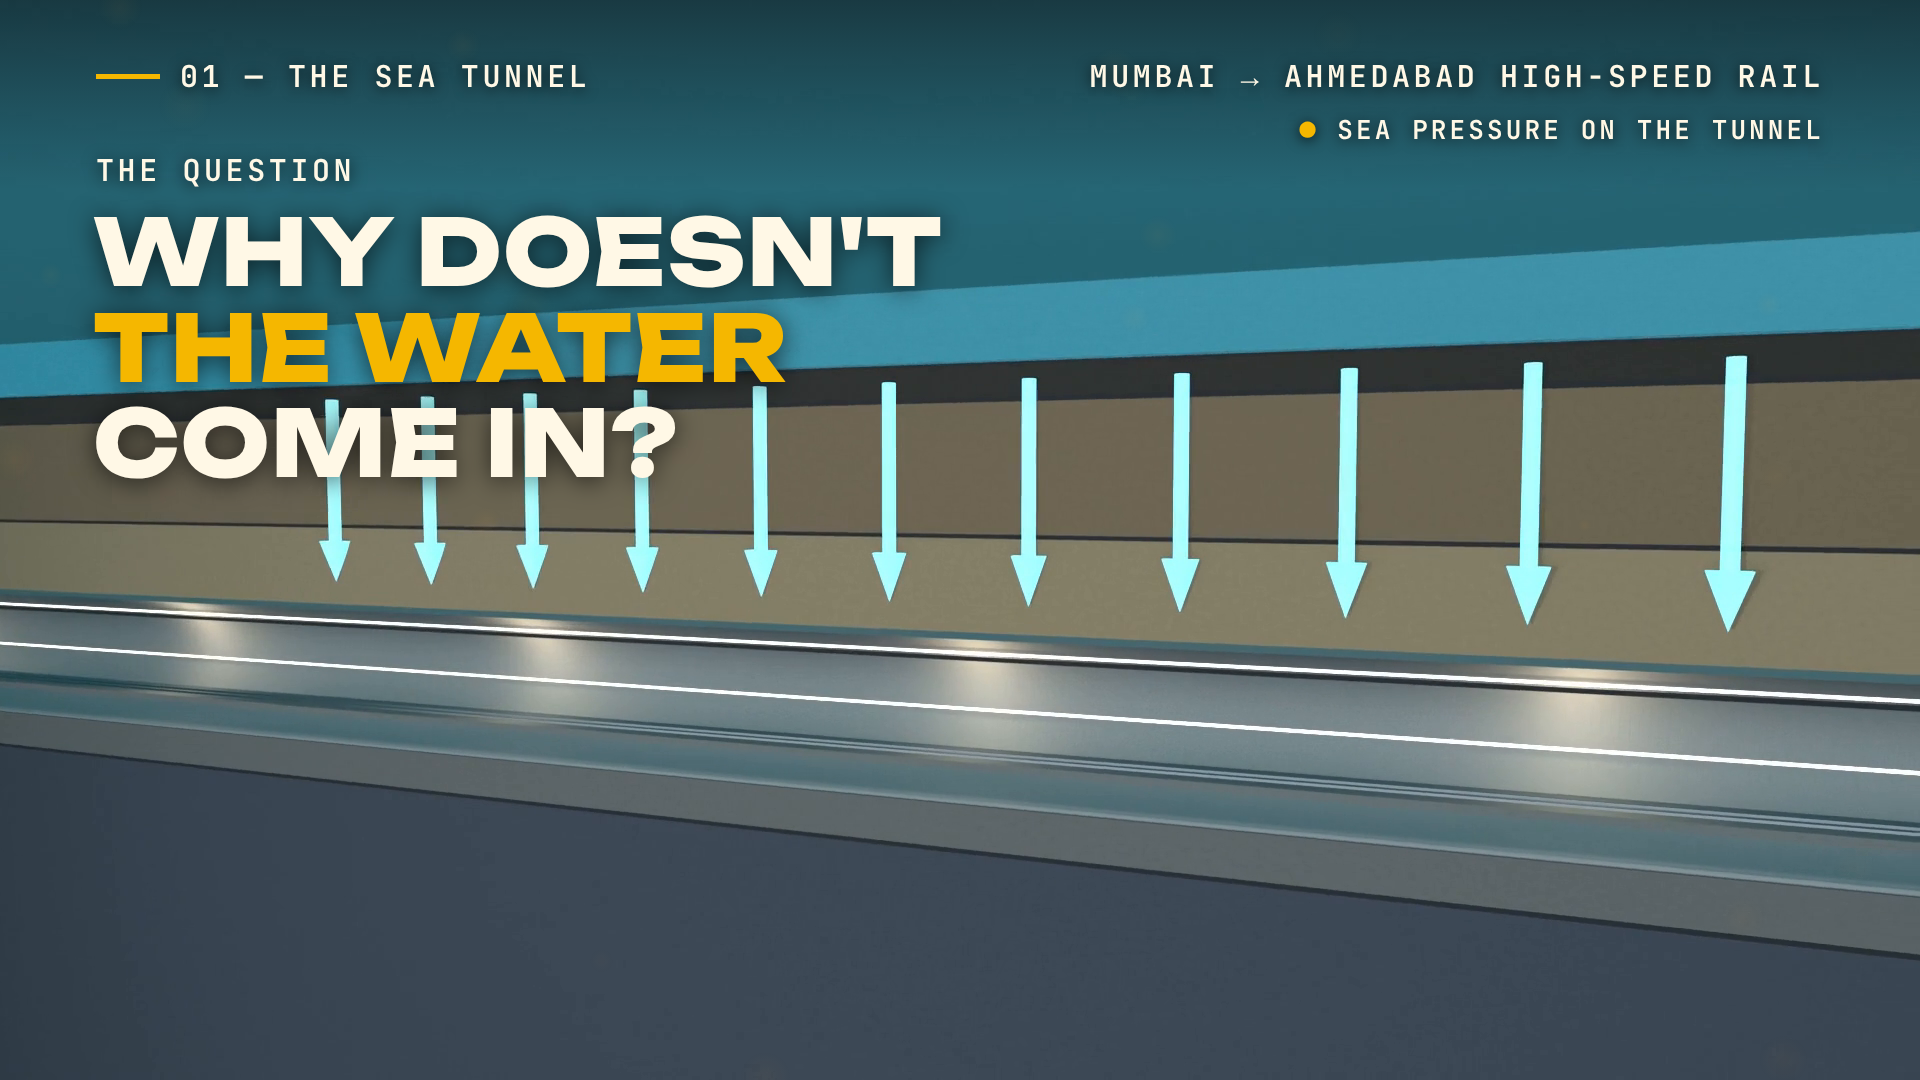 01 — THE SEA TUNNEL
MUMBAI → AHMEDABAD HIGH-SPEED RAIL
SEA PRESSURE ON THE TUNNEL
THE QUESTION
WHY DOESN'T
THE WATER
COME IN?